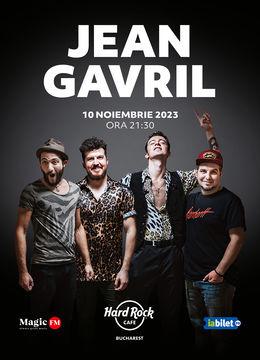 JEAN
GAVRIL
10 NOIEMBRIE 2023
ORA 21:30
Magic FM
Hard Rock
CAFE
BUCHAREST
iabilet